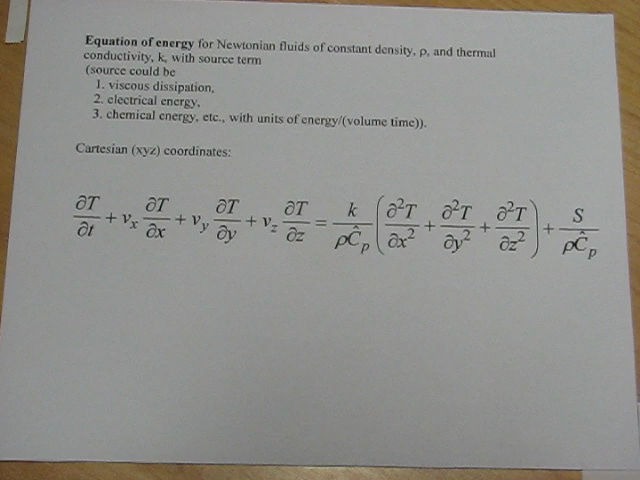 Equation of energy for Newtonian fluids of constant density, ρ, and thermal
conductivity, k, with source term
(source could be
1. viscous dissipation,
2. electrical energy,
3. chemical energy, etc., with units of energy/(volume time)).
Cartesian (xyz) coordinates:
∂T/∂t + vₓ ∂T/∂x + v_y ∂T/∂y + v_z ∂T/∂z = k/(ρĈ_p) (∂²T/∂x² + ∂²T/∂y² + ∂²T/∂z²) + S/(ρĈ_p)